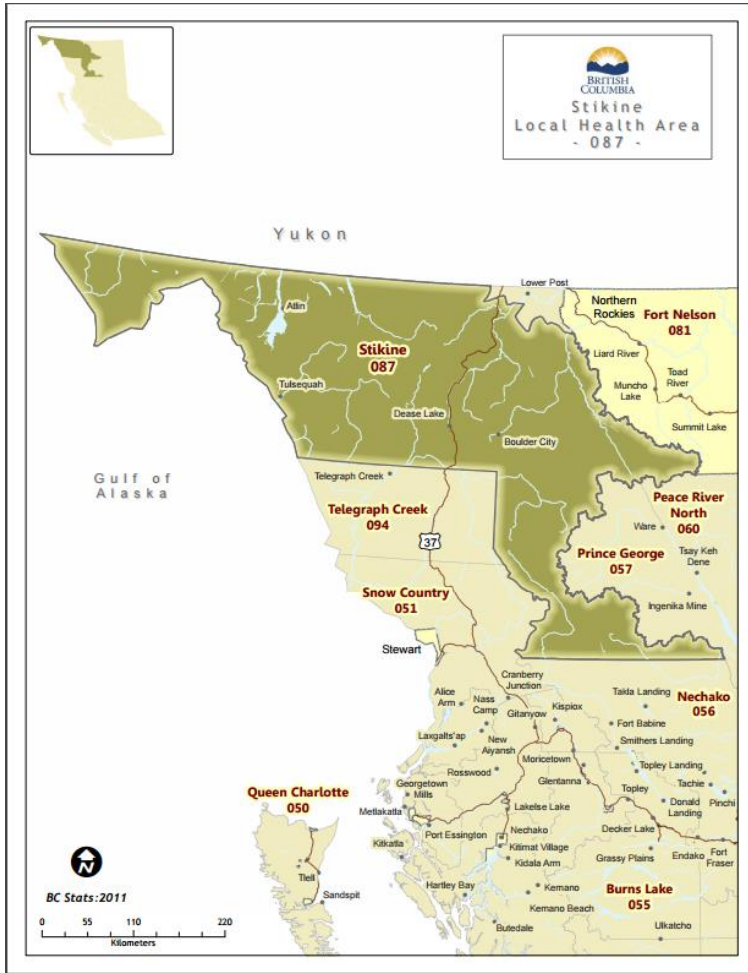 BRITISH
COLUMBIA
Stikine
Local Health Area
- 087 -
Yukon
Lower Post
Northern
Rockies
Fort Nelson
081
Atlin
Stikine
087
Liard River
Toad
River
Muncho
Lake
Tulsequah
Dease Lake
Summit Lake
Boulder City
Gulf of
Alaska
Telegraph Creek
Telegraph Creek
094
Peace River
North
060
Ware
37
Prince George
057
Tsay Keh
Dene
Snow Country
051
Ingenika Mine
Stewart
Cranberry
Junction
Alice
Arm
Nass
Camp
Gitanyow
Kispiox
Takla Landing
Nechako
056
Fort Babine
Laxgalts'ap
New
Aiyansh
Smithers Landing
Moricetown
Rosswood
Topley Landing
Glentanna
Tachie
Topley
Pinchi
Queen Charlotte
050
Georgetown
Mills
Metlakatla
Lakelse Lake
Donald
Landing
Port Essington
Nechako
Decker Lake
Kitkatla
Kitimat Village
Endako
Fort
Fraser
Kidala Arm
Grassy Plains
Tlell
Hartley Bay
Kemano
Burns Lake
055
Sandspit
Kemano Beach
Butedale
Ulkatcho
N
BC Stats:2011
0 55 110 220
Kilometers